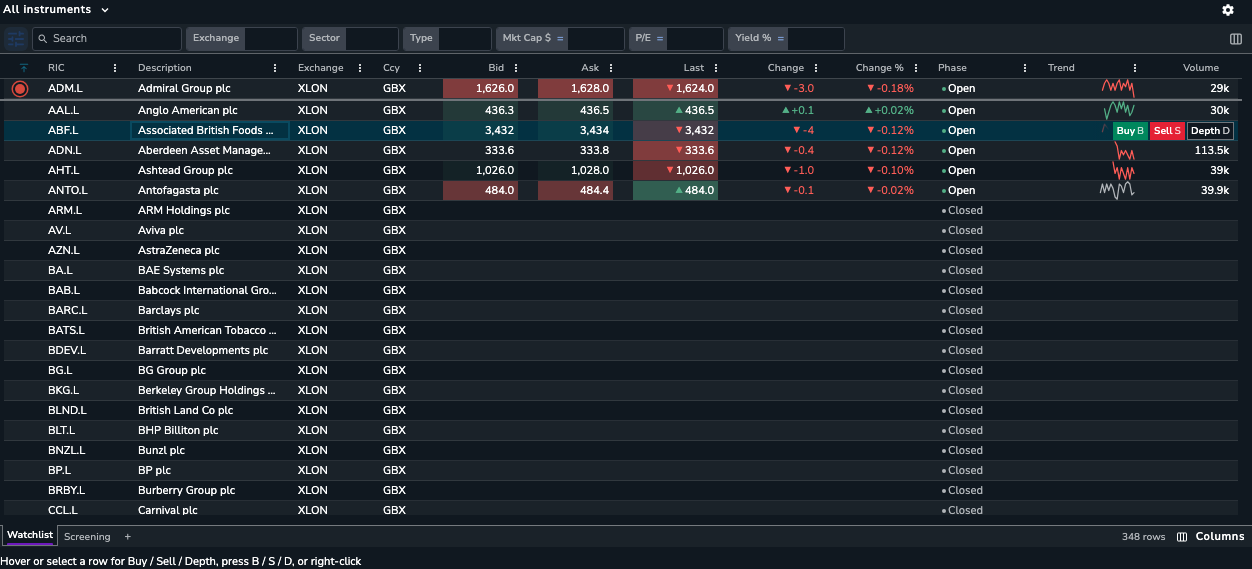 All instruments
Search Exchange Sector Type Mkt Cap $ = P/E = Yield % =
RIC Description Exchange Ccy Bid Ask Last Change Change % Phase Trend Volume
ADM.L Admiral Group plc XLON GBX 1,626.0 1,628.0 ▼1,624.0 ▼-3.0 ▼-0.18% Open 29k
AAL.L Anglo American plc XLON GBX 436.3 436.5 ▲436.5 ▲+0.1 ▲+0.02% Open 30k
ABF.L Associated British Foods ... XLON GBX 3,432 3,434 ▼3,432 ▼-4 ▼-0.12% Open Buy B Sell S Depth D
ADN.L Aberdeen Asset Manage... XLON GBX 333.6 333.8 ▼333.6 ▼-0.4 ▼-0.12% Open 113.5k
AHT.L Ashtead Group plc XLON GBX 1,026.0 1,028.0 ▼1,026.0 ▼-1.0 ▼-0.10% Open 39k
ANTO.L Antofagasta plc XLON GBX 484.0 484.4 ▲484.0 ▼-0.1 ▼-0.02% Open 39.9k
ARM.L ARM Holdings plc XLON GBX Closed
AV.L Aviva plc XLON GBX Closed
AZN.L AstraZeneca plc XLON GBX Closed
BA.L BAE Systems plc XLON GBX Closed
BAB.L Babcock International Gro... XLON GBX Closed
BARC.L Barclays plc XLON GBX Closed
BATS.L British American Tobacco ... XLON GBX Closed
BDEV.L Barratt Developments plc XLON GBX Closed
BG.L BG Group plc XLON GBX Closed
BKG.L Berkeley Group Holdings ... XLON GBX Closed
BLND.L British Land Co plc XLON GBX Closed
BLT.L BHP Billiton plc XLON GBX Closed
BNZL.L Bunzl plc XLON GBX Closed
BP.L BP plc XLON GBX Closed
BRBY.L Burberry Group plc XLON GBX Closed
CCL.L Carnival plc XLON GBX Closed
Watchlist Screening + 348 rows Columns
Hover or select a row for Buy / Sell / Depth, press B / S / D, or right-click